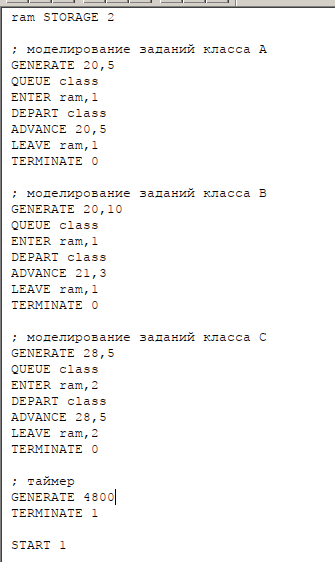 ram STORAGE 2
; моделирование заданий класса A
GENERATE 20,5
QUEUE class
ENTER ram,1
DEPART class
ADVANCE 20,5
LEAVE ram,1
TERMINATE 0
; моделирование заданий класса B
GENERATE 20,10
QUEUE class
ENTER ram,1
DEPART class
ADVANCE 21,3
LEAVE ram,1
TERMINATE 0
; моделирование заданий класса C
GENERATE 28,5
QUEUE class
ENTER ram,2
DEPART class
ADVANCE 28,5
LEAVE ram,2
TERMINATE 0
; таймер
GENERATE 4800
TERMINATE 1
START 1